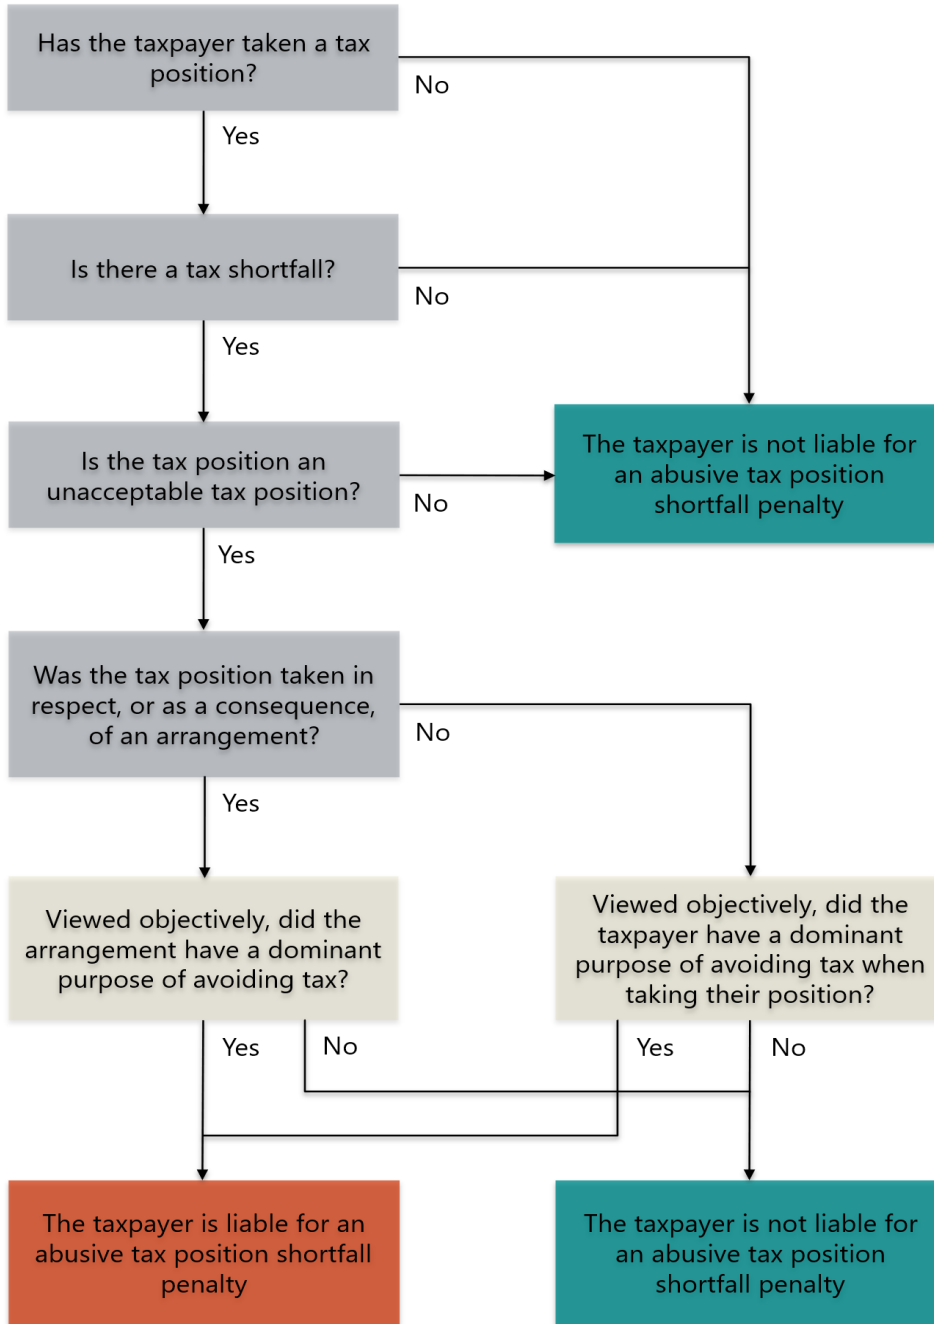 Has the taxpayer taken a tax
position?
No
Yes
Is there a tax shortfall?
No
Yes
Is the tax position an
unacceptable tax position?
No
The taxpayer is not liable for
an abusive tax position
shortfall penalty
Yes
Was the tax position taken in
respect, or as a consequence,
of an arrangement?
No
Yes
Viewed objectively, did the
arrangement have a dominant
purpose of avoiding tax?
Viewed objectively, did the
taxpayer have a dominant
purpose of avoiding tax when
taking their position?
Yes
No
Yes
No
The taxpayer is liable for an
abusive tax position shortfall
penalty
The taxpayer is not liable for
an abusive tax position
shortfall penalty